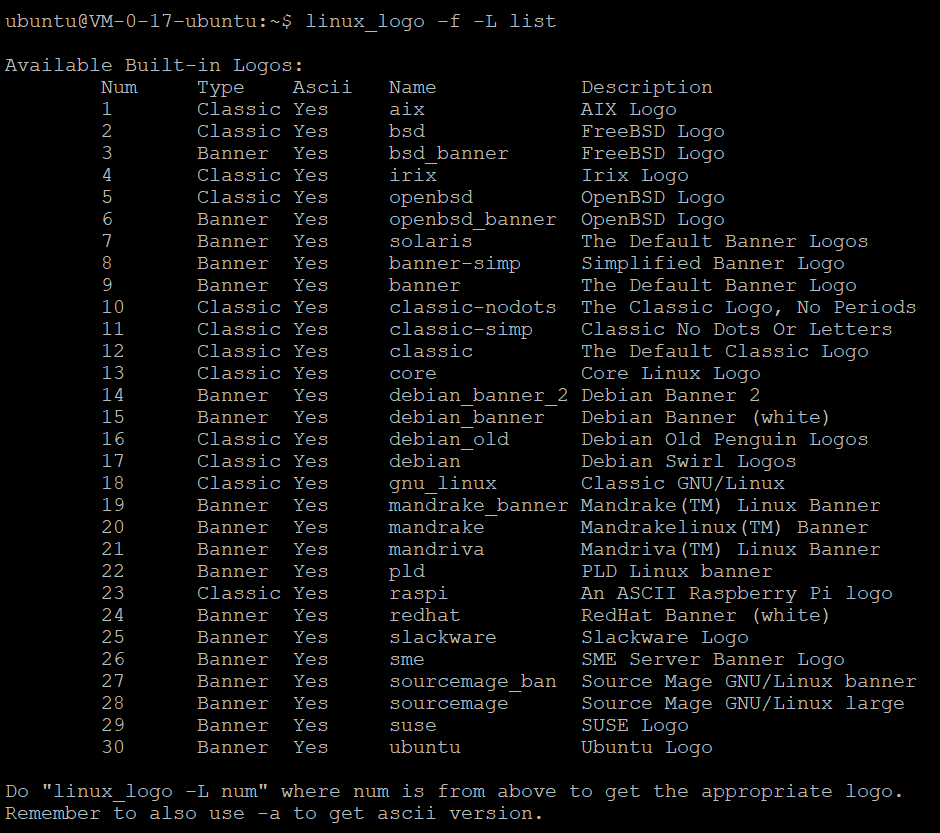 ubuntu@VM-0-17-ubuntu:~$ linux_logo -f -L list
Available Built-in Logos:
Num Type Ascii Name Description
1 Classic Yes aix AIX Logo
2 Classic Yes bsd FreeBSD Logo
3 Banner Yes bsd_banner FreeBSD Logo
4 Classic Yes irix Irix Logo
5 Classic Yes openbsd OpenBSD Logo
6 Banner Yes openbsd_banner OpenBSD Logo
7 Banner Yes solaris The Default Banner Logos
8 Banner Yes banner-simp Simplified Banner Logo
9 Banner Yes banner The Default Banner Logo
10 Classic Yes classic-nodots The Classic Logo, No Periods
11 Classic Yes classic-simp Classic No Dots Or Letters
12 Classic Yes classic The Default Classic Logo
13 Classic Yes core Core Linux Logo
14 Banner Yes debian_banner_2 Debian Banner 2
15 Banner Yes debian_banner Debian Banner (white)
16 Classic Yes debian_old Debian Old Penguin Logos
17 Classic Yes debian Debian Swirl Logos
18 Classic Yes gnu_linux Classic GNU/Linux
19 Banner Yes mandrake_banner Mandrake(TM) Linux Banner
20 Banner Yes mandrake Mandrakelinux(TM) Banner
21 Banner Yes mandriva Mandriva(TM) Linux Banner
22 Banner Yes pld PLD Linux banner
23 Classic Yes raspi An ASCII Raspberry Pi logo
24 Banner Yes redhat RedHat Banner (white)
25 Banner Yes slackware Slackware Logo
26 Banner Yes sme SME Server Banner Logo
27 Banner Yes sourcemage_ban Source Mage GNU/Linux banner
28 Banner Yes sourcemage Source Mage GNU/Linux large
29 Banner Yes suse SUSE Logo
30 Banner Yes ubuntu Ubuntu Logo
Do "linux_logo -L num" where num is from above to get the appropriate logo.
Remember to also use -a to get ascii version.